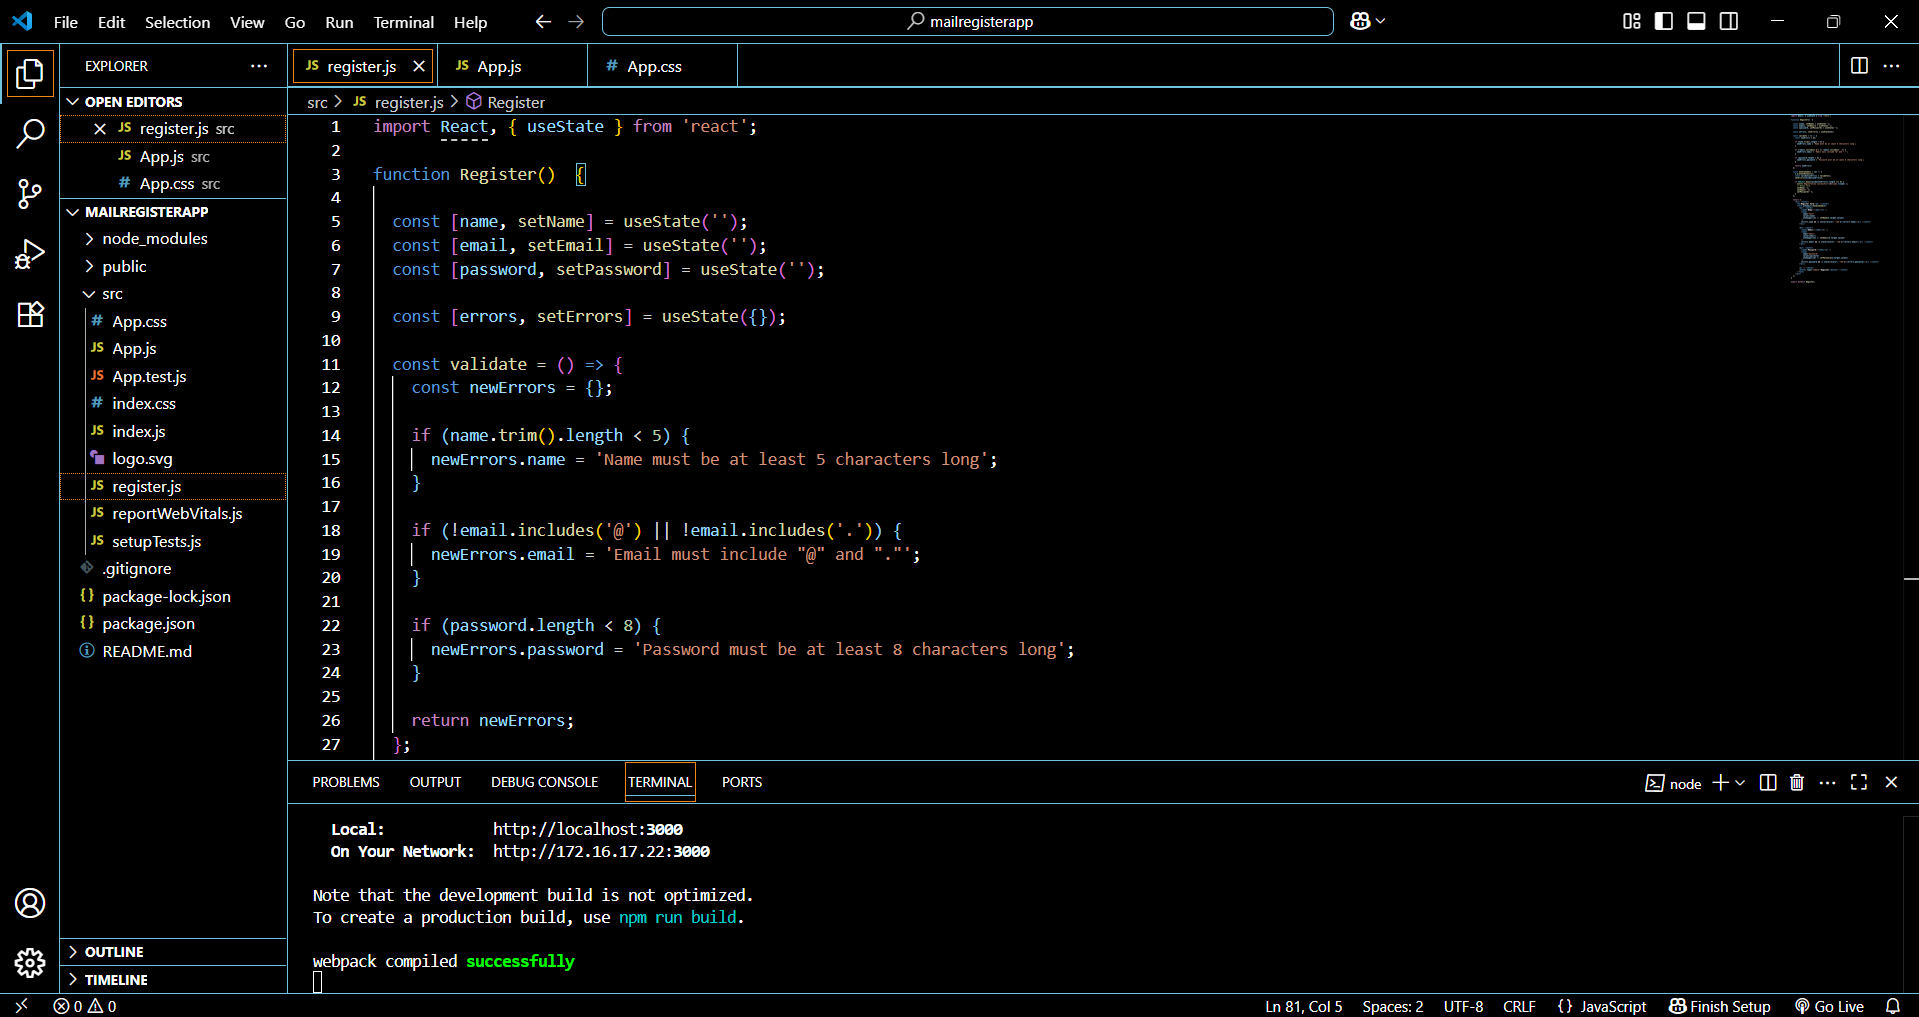 File Edit Selection View Go Run Terminal Help
mailregisterapp
EXPLORER
OPEN EDITORS
JS register.js src
JS App.js src
# App.css src
MAILREGISTERAPP
node_modules
public
src
# App.css
JS App.js
JS App.test.js
# index.css
JS index.js
logo.svg
JS register.js
JS reportWebVitals.js
JS setupTests.js
.gitignore
{} package-lock.json
{} package.json
README.md
OUTLINE
TIMELINE
JS register.js
JS App.js
# App.css
src > JS register.js > Register
1 import React, { useState } from 'react';
2
3 function Register() {
4
5 const [name, setName] = useState('');
6 const [email, setEmail] = useState('');
7 const [password, setPassword] = useState('');
8
9 const [errors, setErrors] = useState({});
10
11 const validate = () => {
12 const newErrors = {};
13
14 if (name.trim().length < 5) {
15 newErrors.name = 'Name must be at least 5 characters long';
16 }
17
18 if (!email.includes('@') || !email.includes('.')) {
19 newErrors.email = 'Email must include "@" and "."';
20 }
21
22 if (password.length < 8) {
23 newErrors.password = 'Password must be at least 8 characters long';
24 }
25
26 return newErrors;
27 };
PROBLEMS OUTPUT DEBUG CONSOLE TERMINAL PORTS
node
Local: http://localhost:3000
On Your Network: http://172.16.17.22:3000
Note that the development build is not optimized.
To create a production build, use npm run build.
webpack compiled successfully
0 0
Ln 81, Col 5 Spaces: 2 UTF-8 CRLF {} JavaScript Finish Setup Go Live